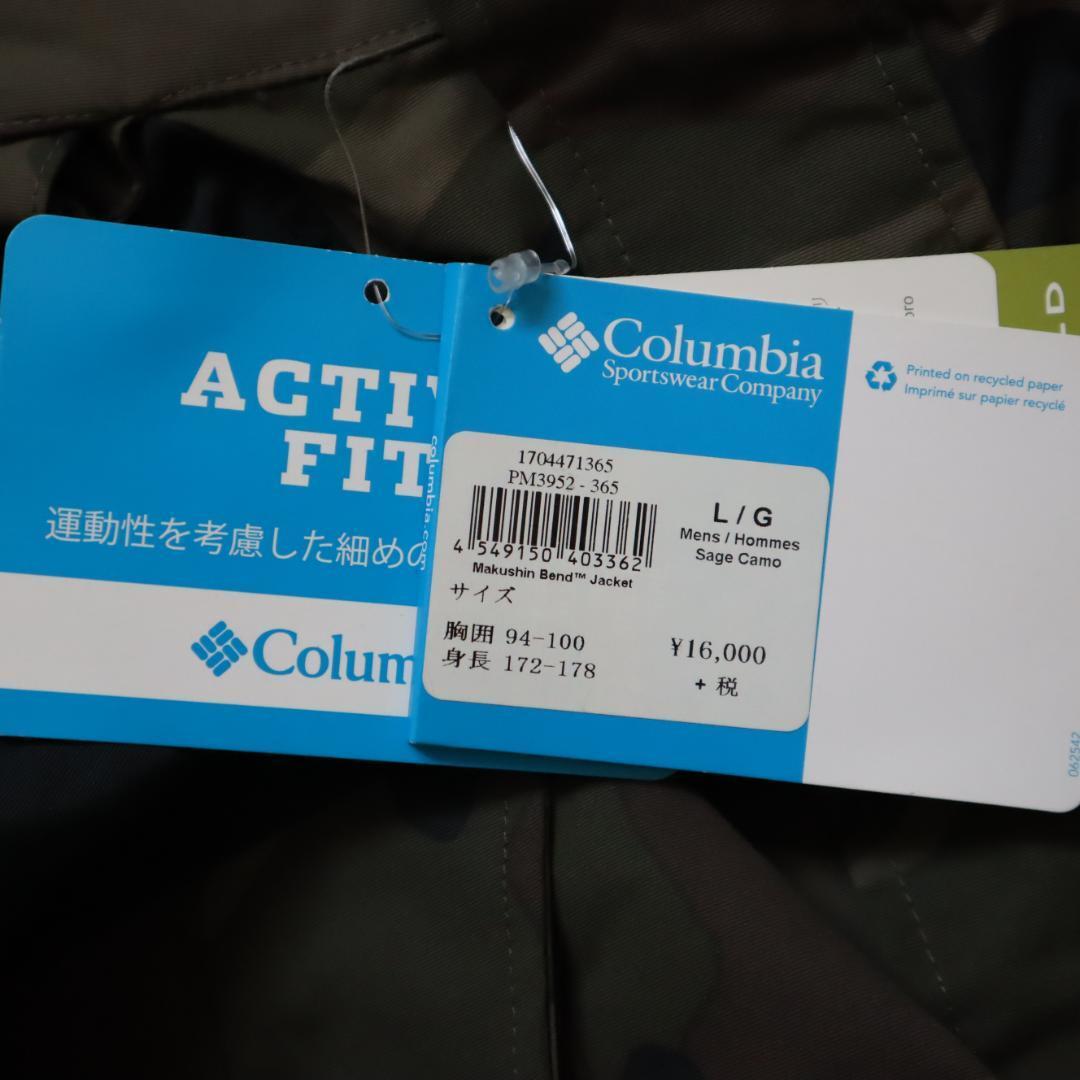 ACTI
FIT
運動性を考慮した細めの
Colum
columbia.com
Columbia
Sportswear Company
1704471365
PM3952 - 365
4 549150 403362
Makushin Bend™ Jacket
L / G
Mens / Hommes
Sage Camo
サイズ
胸囲 94-100
身長 172-178
¥16,000
+ 税
Printed on recycled paper
Imprimé sur papier recyclé
062542